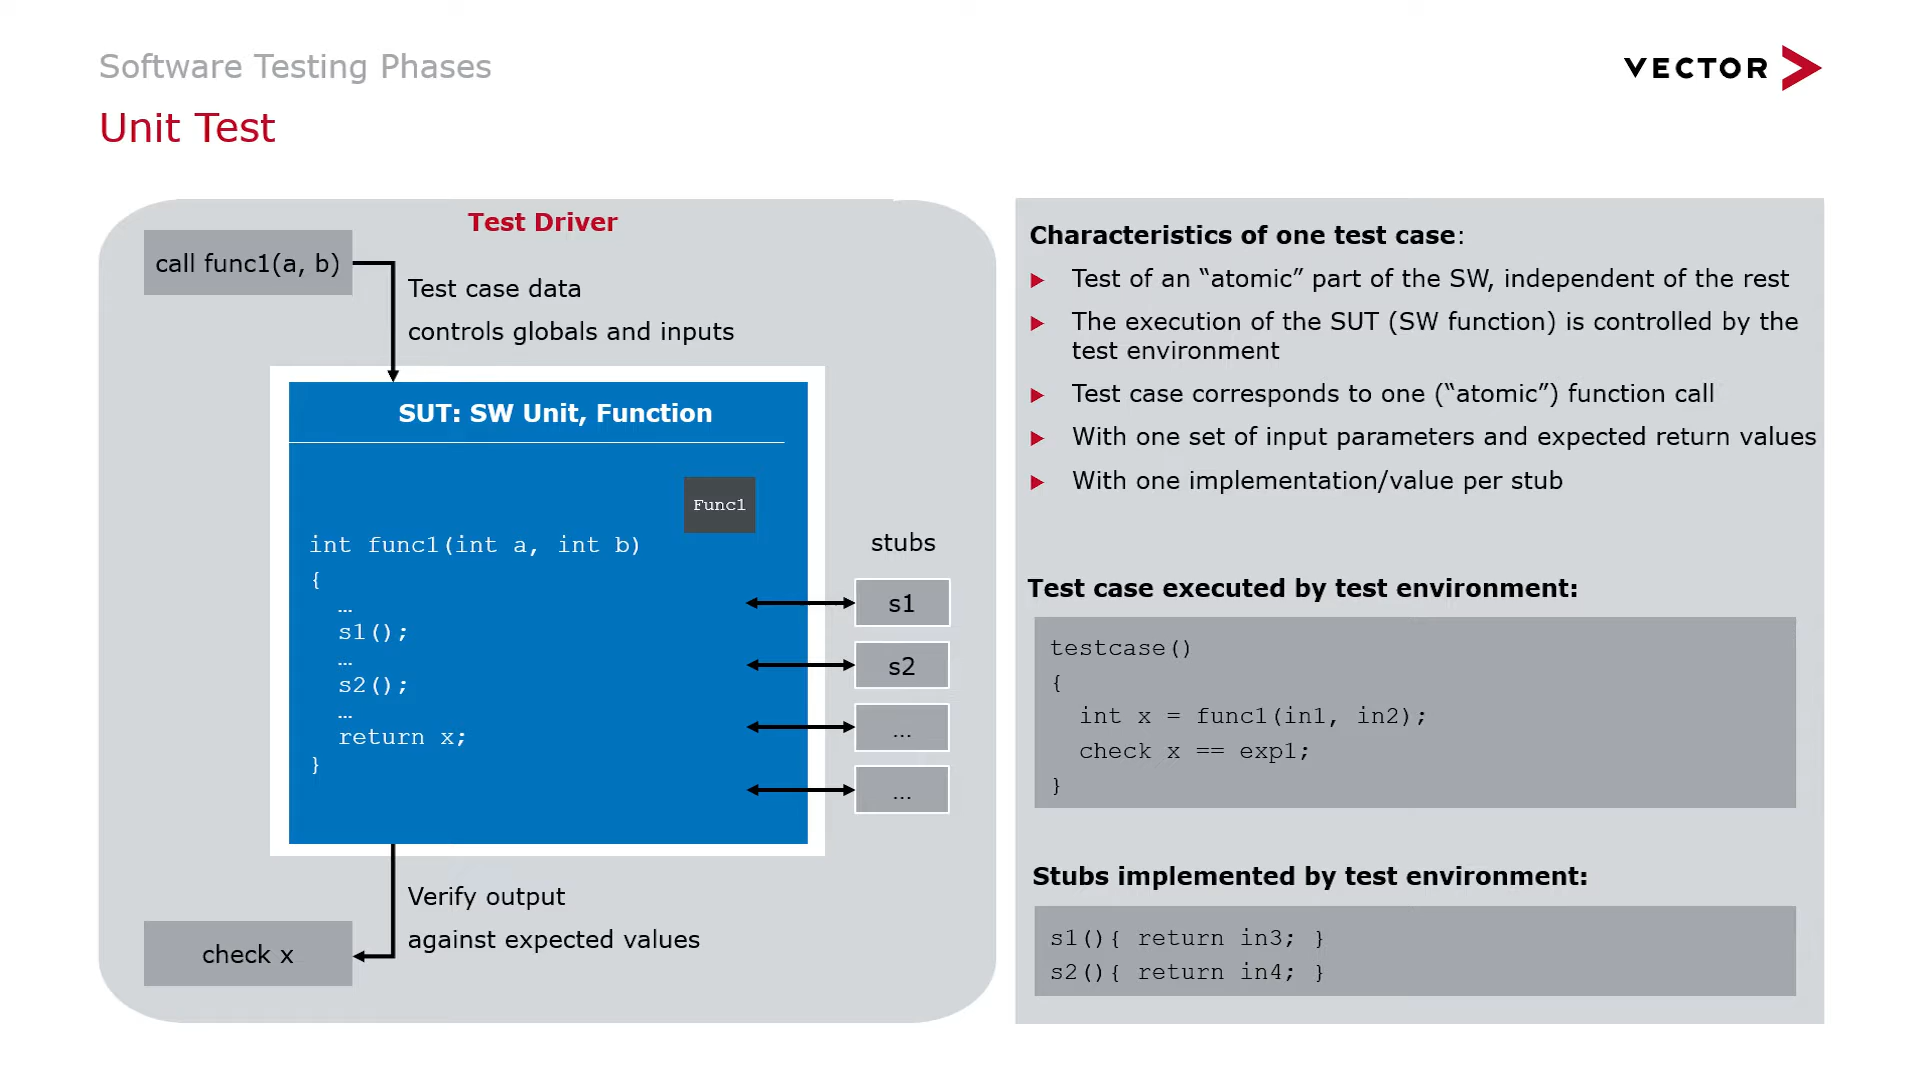 Software Testing Phases
VECTOR
Unit Test
Test Driver
call func1(a, b)
Test case data
controls globals and inputs
SUT: SW Unit, Function
Func1
int func1(int a, int b)
{
…
s1();
…
s2();
…
return x;
}
stubs
s1
s2
...
...
Verify output
against expected values
check x
Characteristics of one test case:
Test of an “atomic” part of the SW, independent of the rest
The execution of the SUT (SW function) is controlled by the
test environment
Test case corresponds to one (“atomic”) function call
With one set of input parameters and expected return values
With one implementation/value per stub
Test case executed by test environment:
testcase()
{
int x = func1(in1, in2);
check x == exp1;
}
Stubs implemented by test environment:
s1(){ return in3; }
s2(){ return in4; }